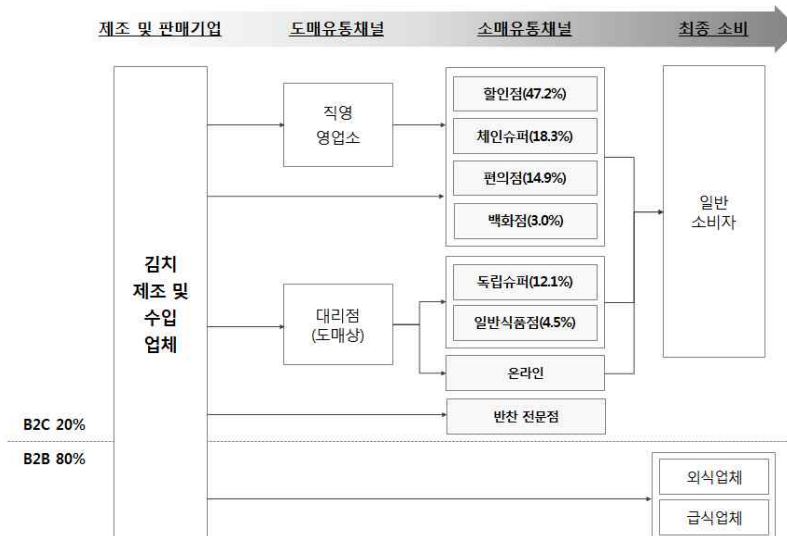 제조 및 판매기업
도매유통채널
소매유통채널
최종 소비
김치
제조 및
수입
업체
직영
영업소
할인점(47.2%)
체인슈퍼(18.3%)
편의점(14.9%)
백화점(3.0%)
일반
소비자
대리점
(도매상)
독립슈퍼(12.1%)
일반식품점(4.5%)
온라인
반찬 전문점
B2C 20%
B2B 80%
외식업체
급식업체